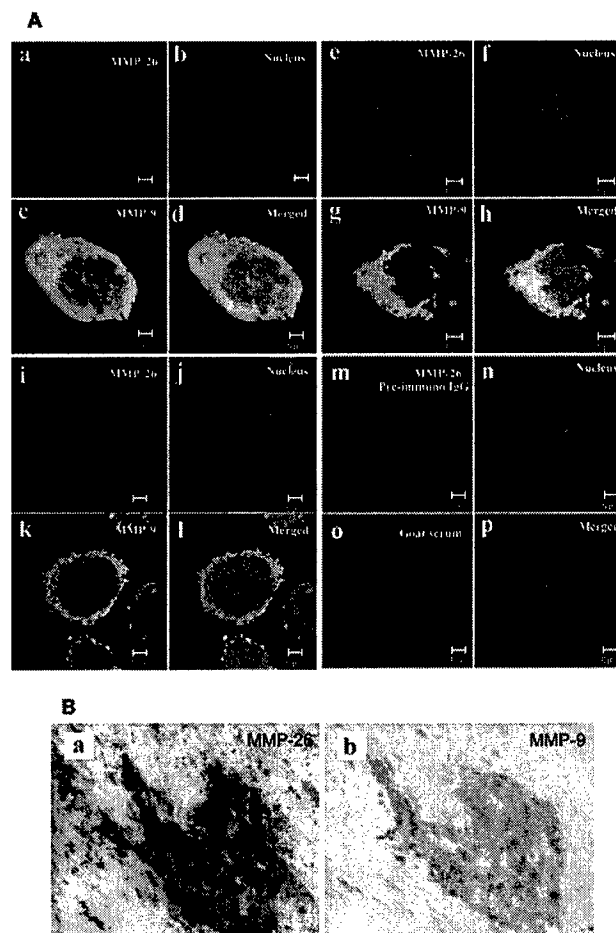 A
a MMP-26 b Nucleus e MMP-26 f Nucleus
c MMP-9 d Merged g MMP-9 h Merged
i MMP-26 j Nucleus m MMP-26 n Nucleus
Pre-immuno IgG
k MMP-9 l Merged o Goat serum p Merged
B
a MMP-26 b MMP-9